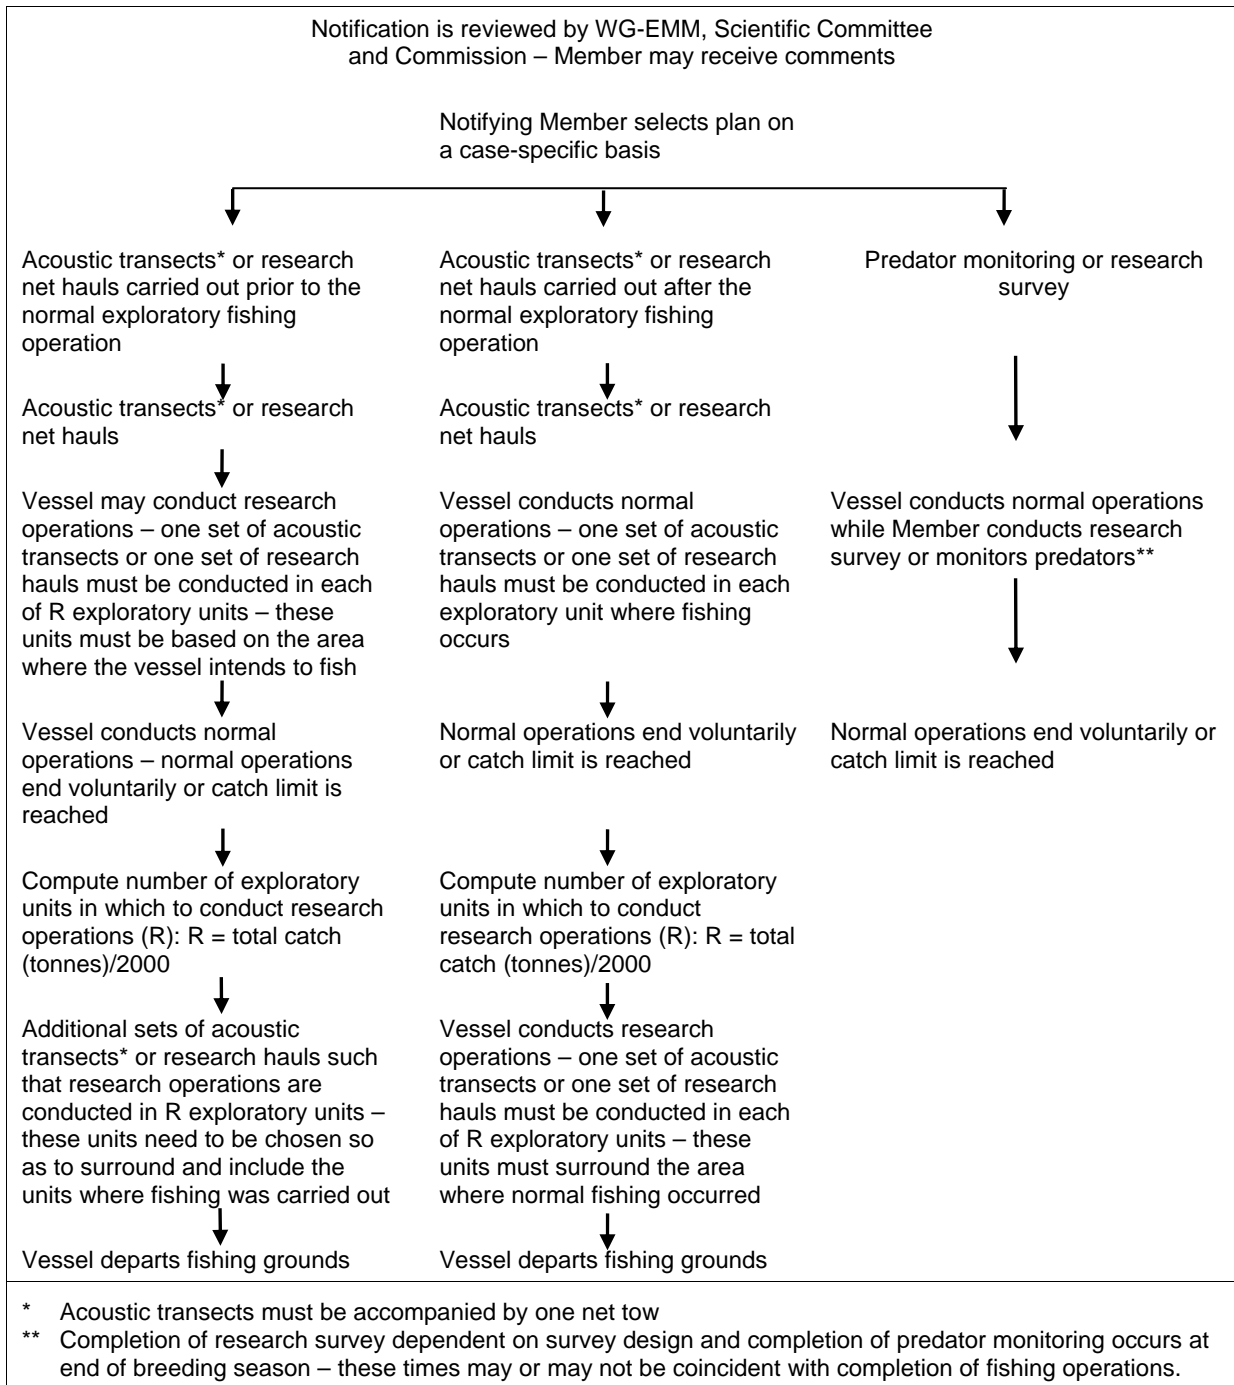 Notification is reviewed by WG-EMM, Scientific Committee
and Commission – Member may receive comments
Notifying Member selects plan on
a case-specific basis
Acoustic transects* or research
net hauls carried out prior to the
normal exploratory fishing
operation
Acoustic transects* or research
net hauls
Vessel may conduct research
operations – one set of acoustic
transects or one set of research
hauls must be conducted in each
of R exploratory units – these
units must be based on the area
where the vessel intends to fish
Vessel conducts normal
operations – normal operations
end voluntarily or catch limit is
reached
Compute number of exploratory
units in which to conduct research
operations (R): R = total catch
(tonnes)/2000
Additional sets of acoustic
transects* or research hauls such
that research operations are
conducted in R exploratory units –
these units need to be chosen so
as to surround and include the
units where fishing was carried out
Vessel departs fishing grounds
Acoustic transects* or research
net hauls carried out after the
normal exploratory fishing
operation
Acoustic transects* or research
net hauls
Vessel conducts normal
operations – one set of acoustic
transects or one set of research
hauls must be conducted in each
exploratory unit where fishing
occurs
Normal operations end voluntarily
or catch limit is reached
Compute number of exploratory
units in which to conduct
research operations (R): R = total
catch (tonnes)/2000
Vessel conducts research
operations – one set of acoustic
transects or one set of research
hauls must be conducted in each
of R exploratory units – these
units must surround the area
where normal fishing occurred
Vessel departs fishing grounds
Predator monitoring or research
survey
Vessel conducts normal operations
while Member conducts research
survey or monitors predators**
Normal operations end voluntarily or
catch limit is reached
* Acoustic transects must be accompanied by one net tow
** Completion of research survey dependent on survey design and completion of predator monitoring occurs at
end of breeding season – these times may or may not be coincident with completion of fishing operations.